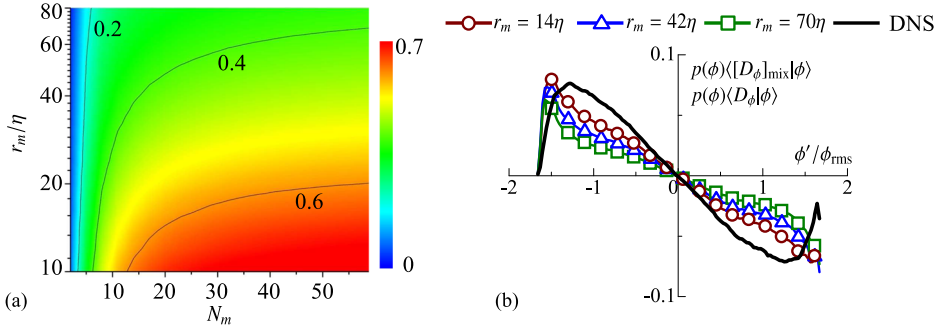 r_m = 14η r_m = 42η r_m = 70η DNS
80
60
40
20
10
r_m/η
0.2
0.4
0.6
0.7
0
10 20 30 40 50
N_m
(a)
0.1
p(ϕ)⟨[D_ϕ]_mix|ϕ⟩
p(ϕ)⟨D_ϕ|ϕ⟩
ϕ′/ϕ_rms
-2 -1 0 1 2
-0.1
(b)